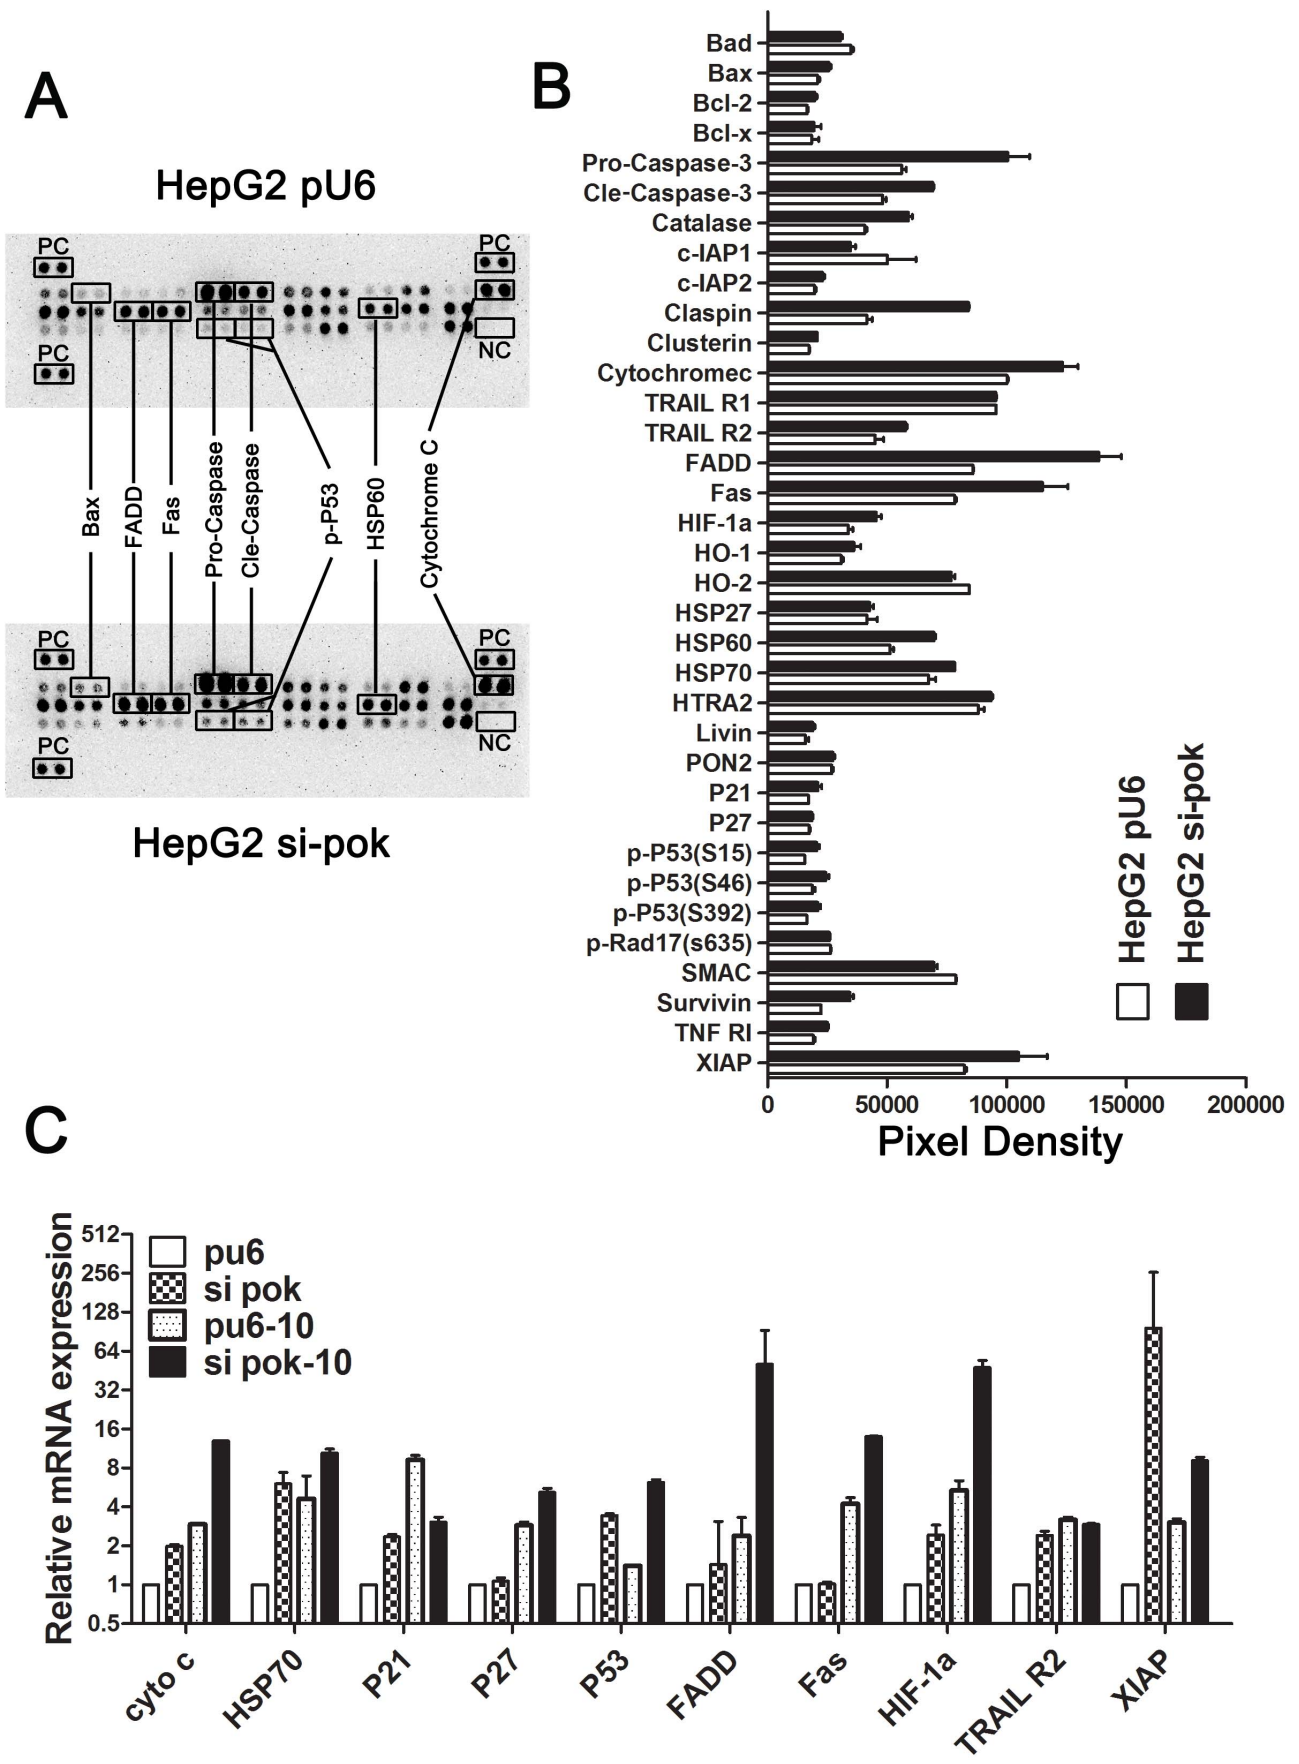 A
HepG2 pU6
PC
PC
PC
NC
Bax
FADD
Fas
Pro-Caspase
Cle-Caspase
p-P53
HSP60
Cytochrome C
PC
PC
PC
NC
HepG2 si-pok
B
Bad
Bax
Bcl-2
Bcl-x
Pro-Caspase-3
Cle-Caspase-3
Catalase
c-IAP1
c-IAP2
Claspin
Clusterin
Cytochromec
TRAIL R1
TRAIL R2
FADD
Fas
HIF-1a
HO-1
HO-2
HSP27
HSP60
HSP70
HTRA2
Livin
PON2
P21
P27
p-P53(S15)
p-P53(S46)
p-P53(S392)
p-Rad17(s635)
SMAC
Survivin
TNF RI
XIAP
0 50000 100000 150000 200000
Pixel Density
HepG2 pU6
HepG2 si-pok
C
Relative mRNA expression
512
256
128
64
32
16
8
4
2
1
0.5
pu6
si pok
pu6-10
si pok-10
cyto c
HSP70
P21
P27
P53
FADD
Fas
HIF-1a
TRAIL R2
XIAP